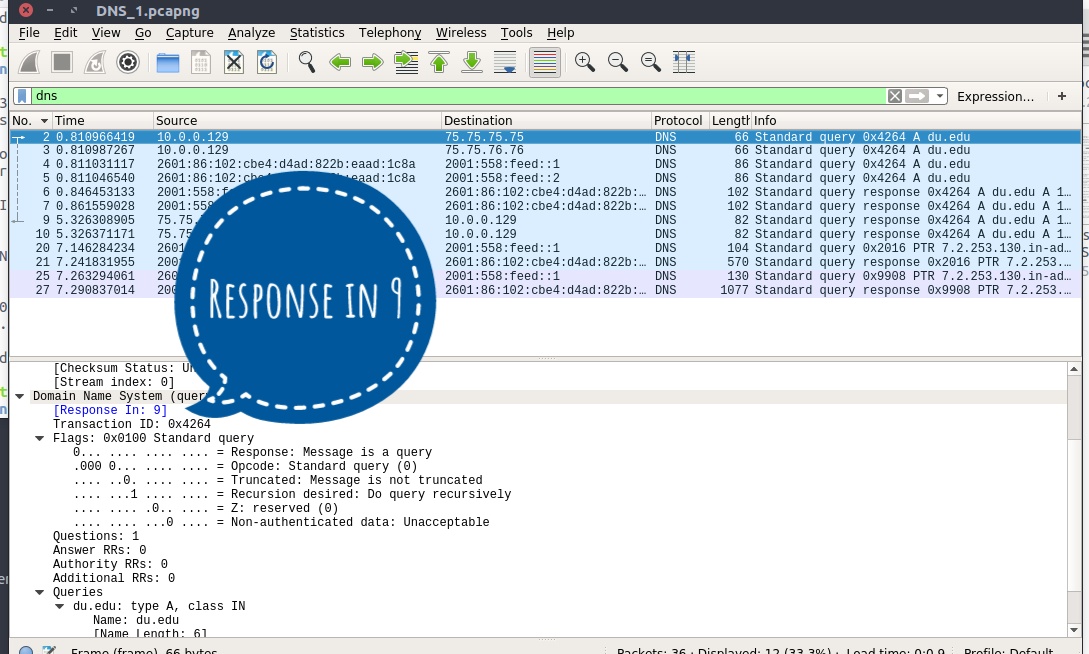 DNS_1.pcapng
File Edit View Go Capture Analyze Statistics Telephony Wireless Tools Help
dns Expression… +
No. Time Source Destination Protocol Length Info
2 0.810966419 10.0.0.129 75.75.75.75 DNS 66 Standard query 0x4264 A du.edu
3 0.810987267 10.0.0.129 75.75.76.76 DNS 66 Standard query 0x4264 A du.edu
4 0.811031117 2601:86:102:cbe4:d4ad:822b:eaad:1c8a 2001:558:feed::1 DNS 86 Standard query 0x4264 A du.edu
5 0.811046540 2601:86:102:cbe4:d4ad:822b:eaad:1c8a 2001:558:feed::2 DNS 86 Standard query 0x4264 A du.edu
6 0.846453133 2001:558:f 2601:86:102:cbe4:d4ad:822b:… DNS 102 Standard query response 0x4264 A du.edu A 1…
7 0.861559028 2001:558 2601:86:102:cbe4:d4ad:822b:… DNS 102 Standard query response 0x4264 A du.edu A 1…
9 5.326308905 75.75. 10.0.0.129 DNS 82 Standard query response 0x4264 A du.edu A 1…
10 5.326371171 75.75 10.0.0.129 DNS 82 Standard query response 0x4264 A du.edu A 1…
20 7.146284234 2601 2001:558:feed::1 DNS 104 Standard query 0x2016 PTR 7.2.253.130.in-ad…
21 7.241831955 200 2601:86:102:cbe4:d4ad:822b:… DNS 570 Standard query response 0x2016 PTR 7.2.253.…
25 7.263294061 260 2001:558:feed::1 DNS 130 Standard query 0x9908 PTR 7.2.253.130.in-ad…
27 7.290837014 200 2601:86:102:cbe4:d4ad:822b:… DNS 1077 Standard query response 0x9908 PTR 7.2.253.…
Response in 9
[Checksum Status: Un
[Stream index: 0]
Domain Name System (quer
[Response In: 9]
Transaction ID: 0x4264
Flags: 0x0100 Standard query
0... .... .... .... = Response: Message is a query
.000 0... .... .... = Opcode: Standard query (0)
.... ..0. .... .... = Truncated: Message is not truncated
.... ...1 .... .... = Recursion desired: Do query recursively
.... .... .0.. .... = Z: reserved (0)
.... .... ...0 .... = Non-authenticated data: Unacceptable
Questions: 1
Answer RRs: 0
Authority RRs: 0
Additional RRs: 0
Queries
du.edu: type A, class IN
Name: du.edu
[Name Length: 6]
Frame (frame), 66 bytes Packets: 36 · Displayed: 12 (33.3%) · Load time: 0:0.9 Profile: Default